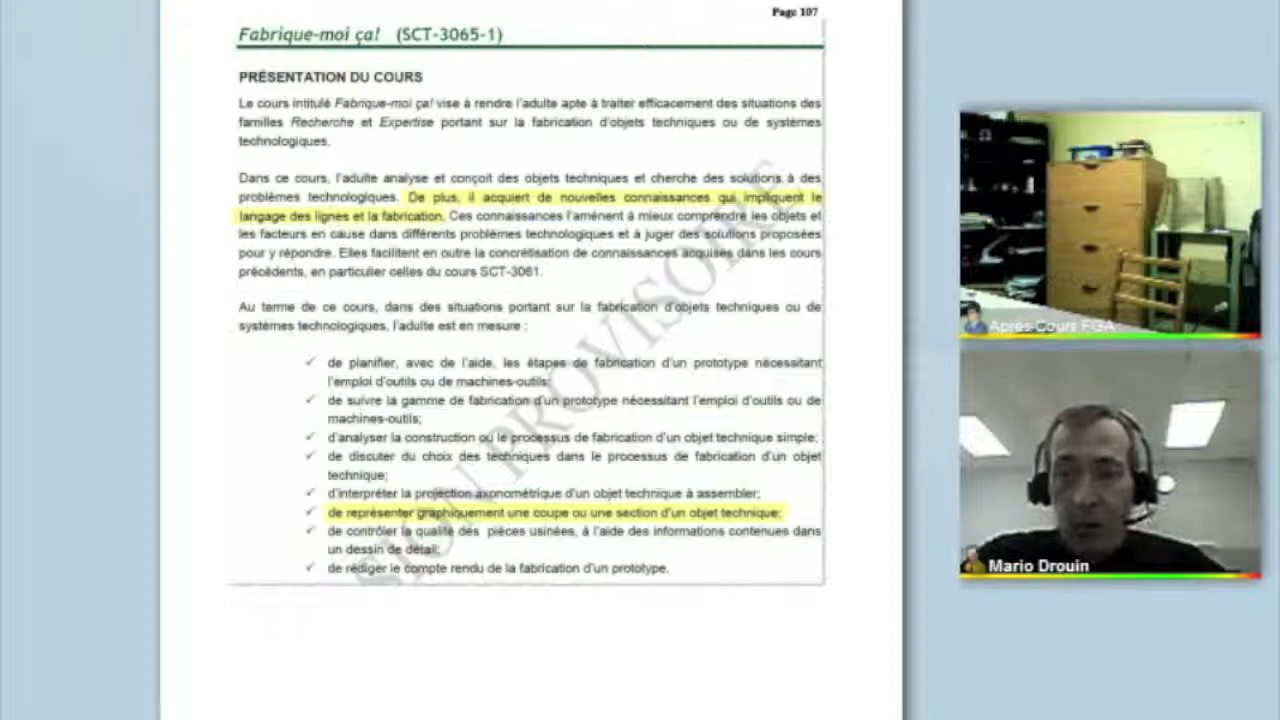 Page 107
Fabrique-moi ça! (SCT-3065-1)
PRÉSENTATION DU COURS
Le cours intitulé Fabrique-moi ça! vise à rendre l'adulte apte à traiter efficacement des situations des
familles Recherche et Expertise portant sur la fabrication d'objets techniques ou de systèmes
technologiques.
Dans ce cours, l'adulte analyse et conçoit des objets techniques et cherche des solutions à des
problèmes technologiques. De plus, il acquiert de nouvelles connaissances qui impliquent le
langage des lignes et la fabrication. Ces connaissances l'amènent à mieux comprendre les objets et
les facteurs en cause dans différents problèmes technologiques et à juger des solutions proposées
pour y répondre. Elles facilitent en outre la concrétisation de connaissances acquises dans les cours
précédents, en particulier celles du cours SCT-3061.
Au terme de ce cours, dans des situations portant sur la fabrication d'objets techniques ou de
systèmes technologiques, l'adulte est en mesure :
✓ de planifier, avec de l'aide, les étapes de fabrication d'un prototype nécessitant
l'emploi d'outils ou de machines-outils;
✓ de suivre la gamme de fabrication d'un prototype nécessitant l'emploi d'outils ou de
machines-outils;
✓ d'analyser la construction ou le processus de fabrication d'un objet technique simple;
✓ de discuter du choix des techniques dans le processus de fabrication d'un objet
technique;
✓ d'interpréter la projection axonométrique d'un objet technique à assembler;
✓ de représenter graphiquement une coupe ou une section d'un objet technique;
✓ de contrôler la qualité des pièces usinées, à l'aide des informations contenues dans
un dessin de détail;
✓ de rédiger le compte rendu de la fabrication d'un prototype.
SION PROVISOIRE
Après-Cours FGA
Mario Drouin